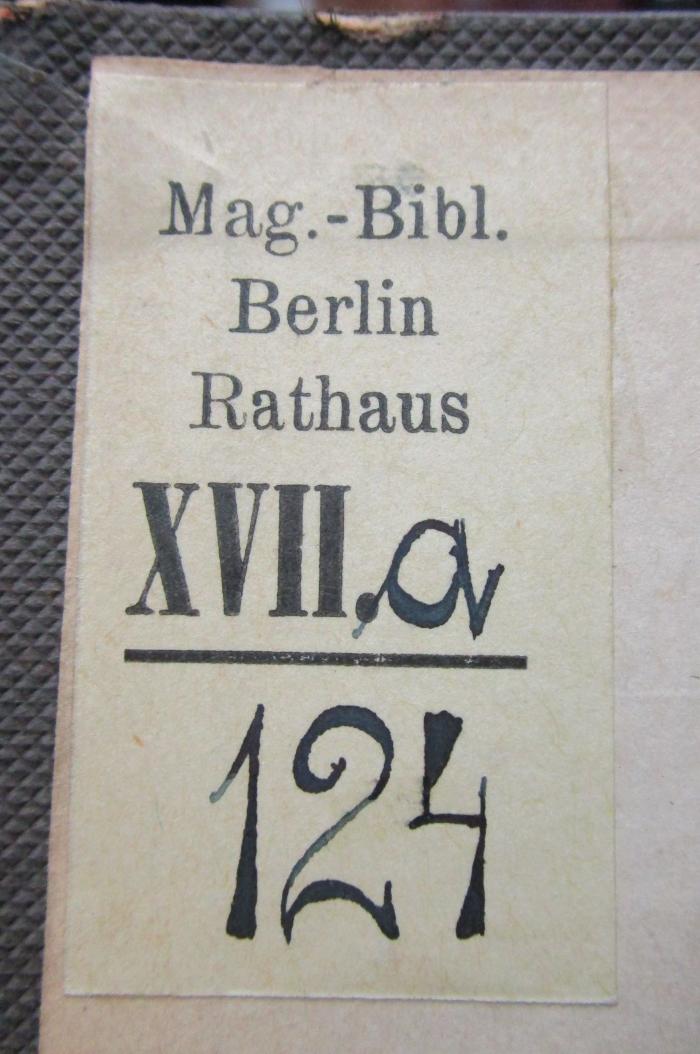 Mag.-Bibl.
Berlin
Rathaus
XVII.a
124